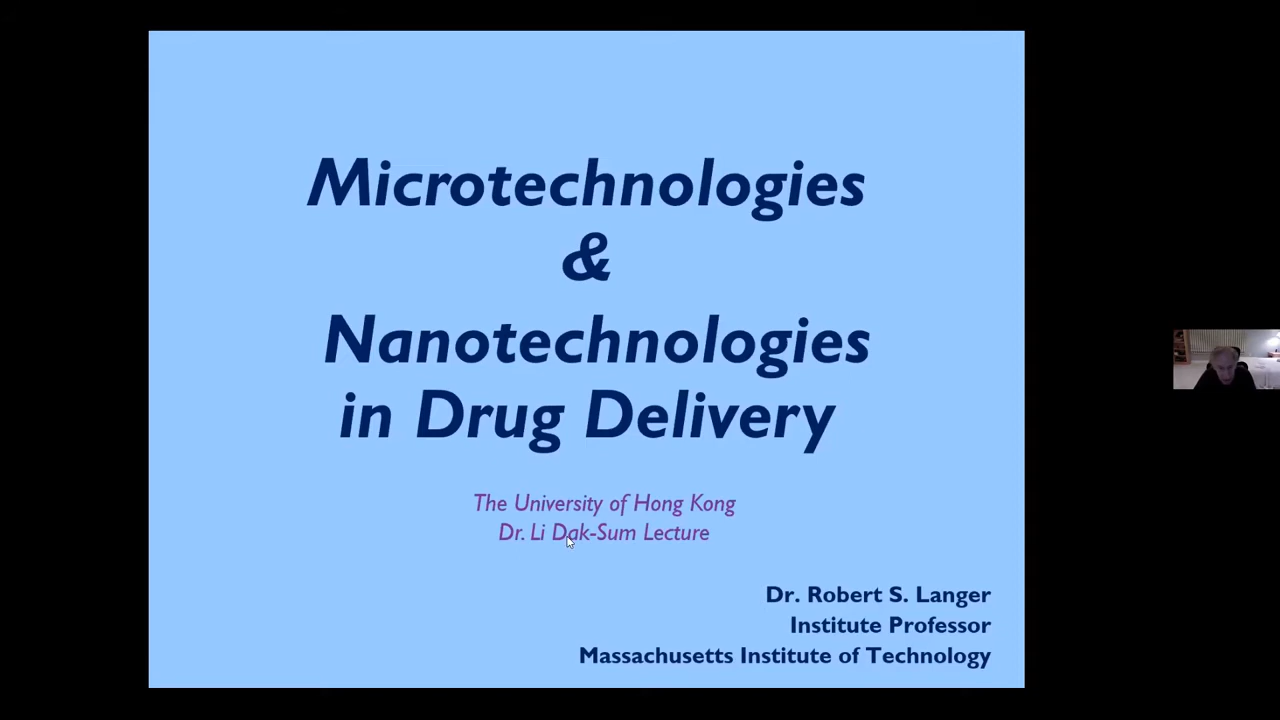 Microtechnologies
&
Nanotechnologies
in Drug Delivery
The University of Hong Kong
Dr. Li Dak-Sum Lecture
Dr. Robert S. Langer
Institute Professor
Massachusetts Institute of Technology